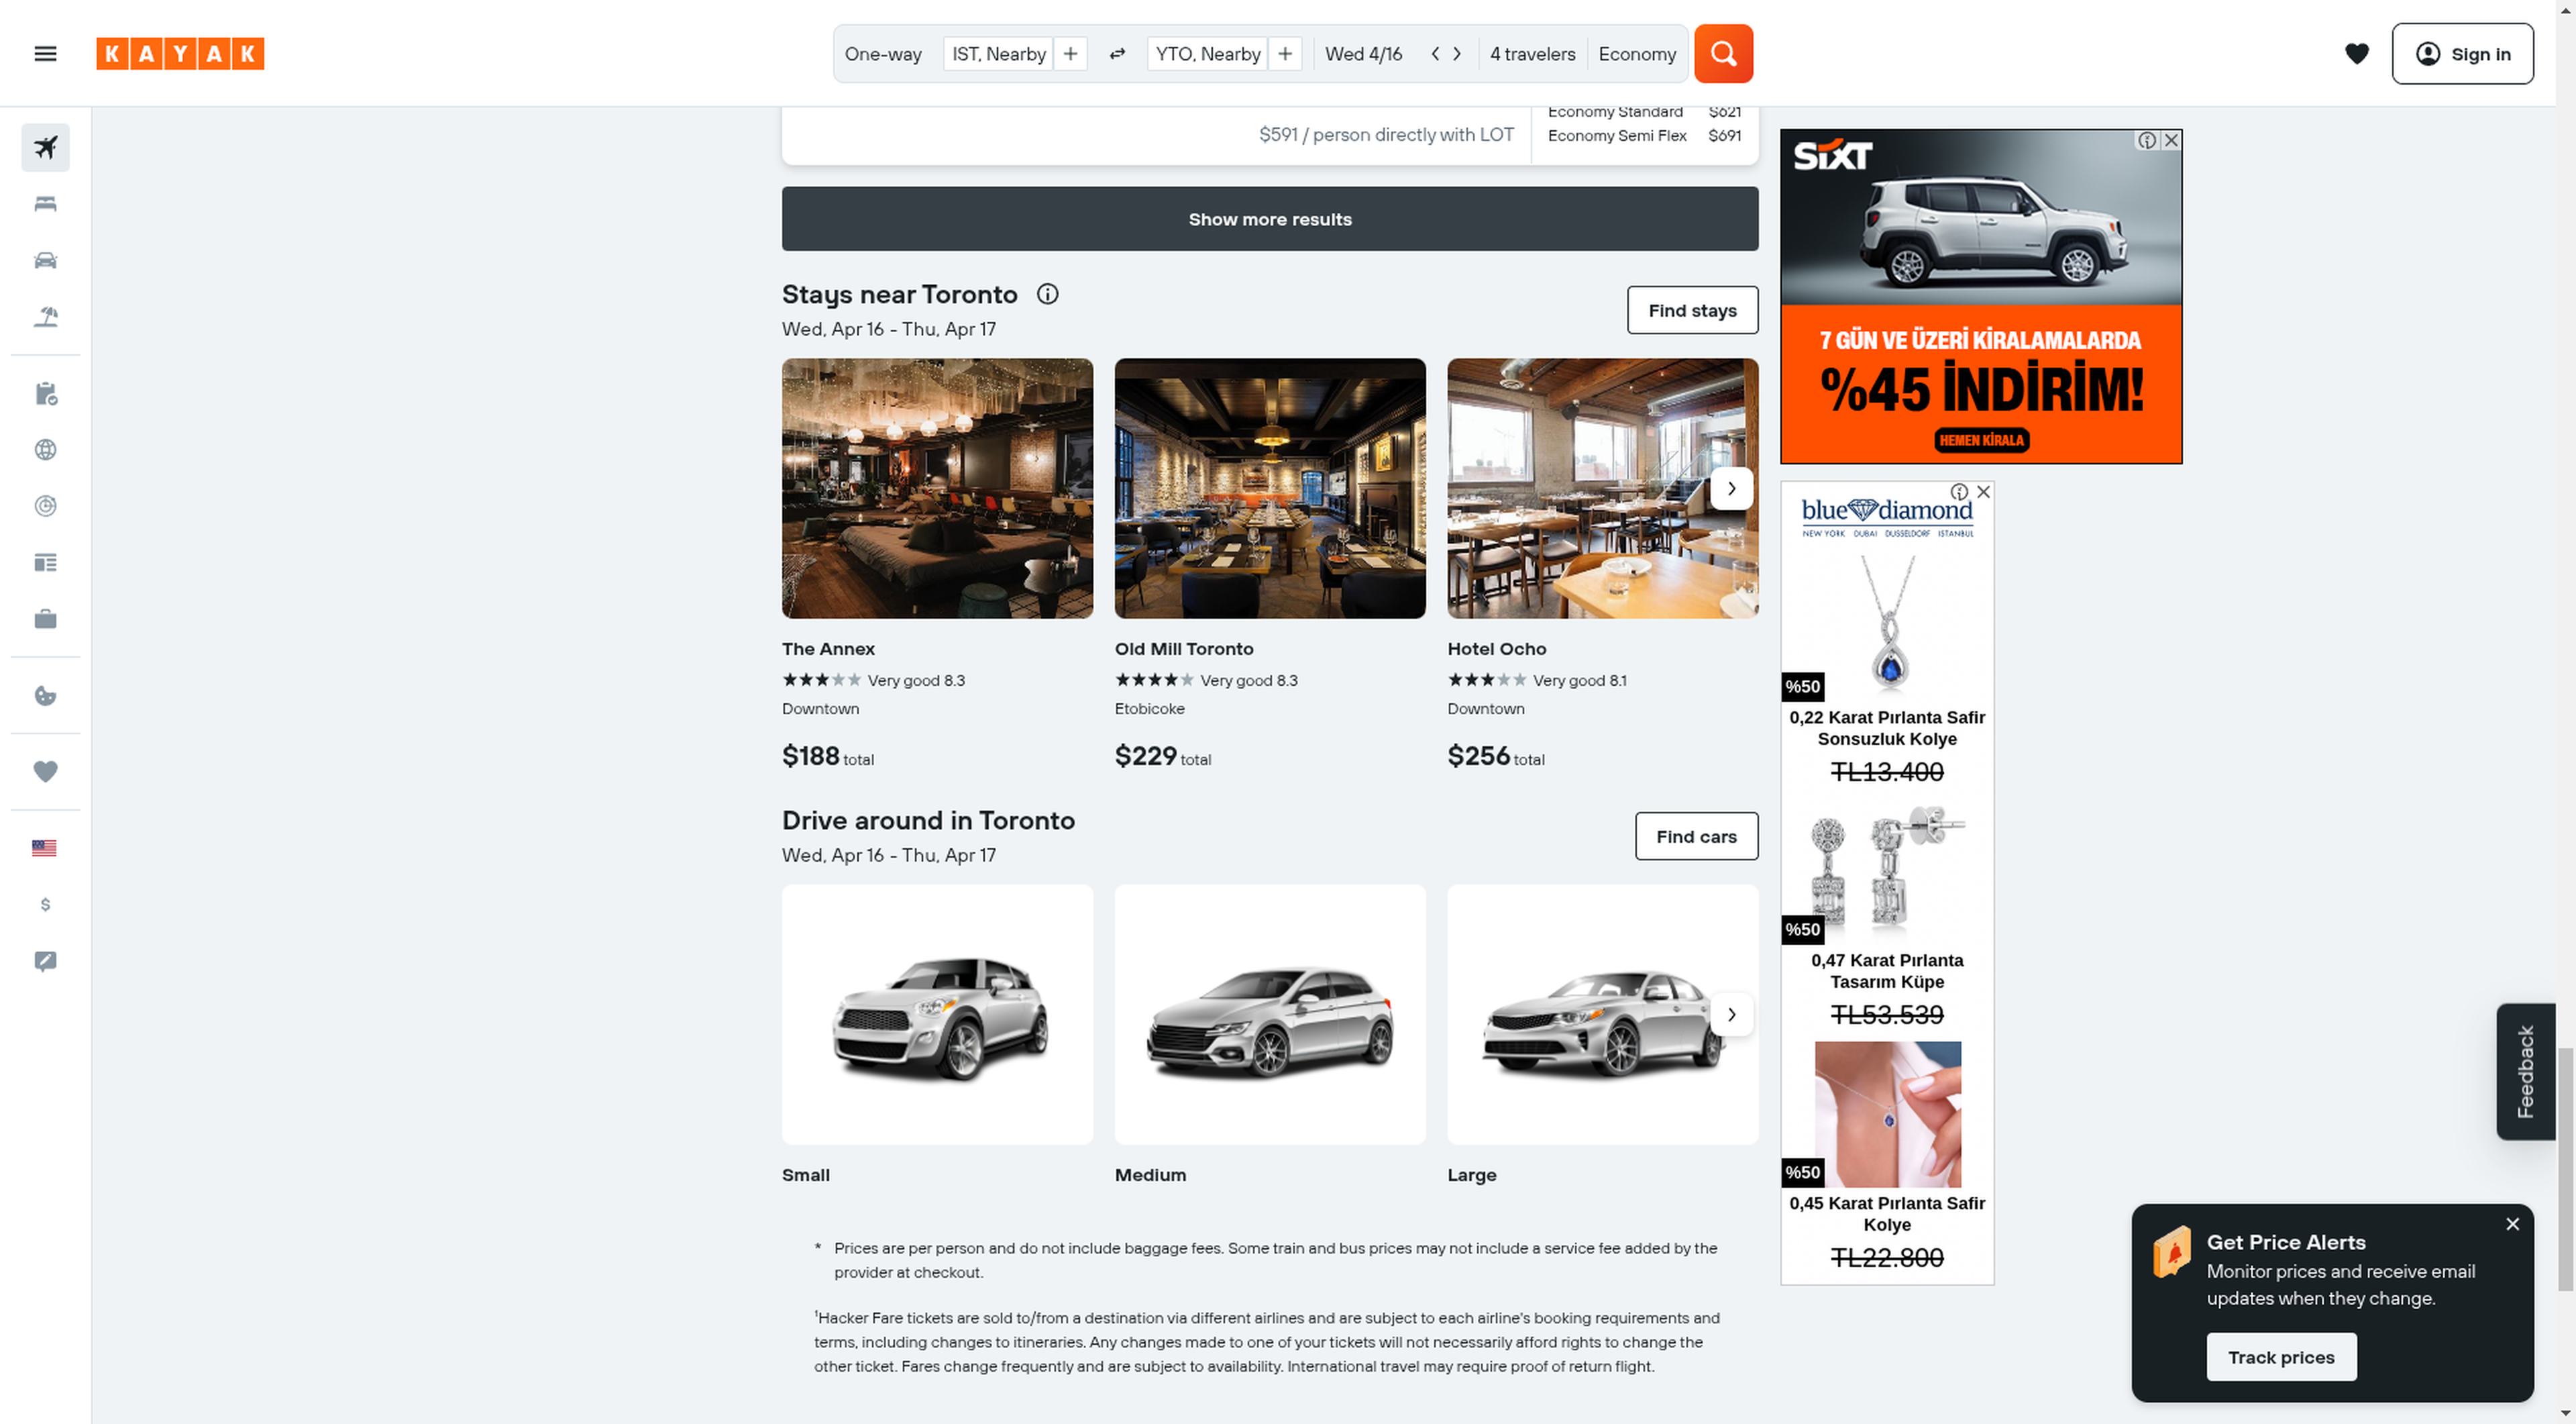 KAYAK
One-way
IST, Nearby
YTO, Nearby
Wed 4/16
4 travelers
Economy
Sign in
Economy Standard $621
$591 / person directly with LOT
Economy Semi Flex $691
Show more results
Stays near Toronto
Wed, Apr 16 - Thu, Apr 17
Find stays
The Annex
Very good 8.3
Downtown
$188 total
Old Mill Toronto
Very good 8.3
Etobicoke
$229 total
Hotel Ocho
Very good 8.1
Downtown
$256 total
Drive around in Toronto
Wed, Apr 16 - Thu, Apr 17
Find cars
Small
Medium
Large
* Prices are per person and do not include baggage fees. Some train and bus prices may not include a service fee added by the
provider at checkout.
¹Hacker Fare tickets are sold to/from a destination via different airlines and are subject to each airline's booking requirements and
terms, including changes to itineraries. Any changes made to one of your tickets will not necessarily afford rights to change the
other ticket. Fares change frequently and are subject to availability. International travel may require proof of return flight.
SiXT
7 GÜN VE ÜZERİ KİRALAMALARDA
%45 İNDİRİM!
HEMEN KİRALA
blue diamond
NEW YORK DUBAI DUSSELDORF ISTANBUL
%50
0,22 Karat Pırlanta Safir
Sonsuzluk Kolye
TL13.400
%50
0,47 Karat Pırlanta
Tasarım Küpe
TL53.539
%50
0,45 Karat Pırlanta Safir
Kolye
TL22.800
Feedback
Get Price Alerts
Monitor prices and receive email
updates when they change.
Track prices